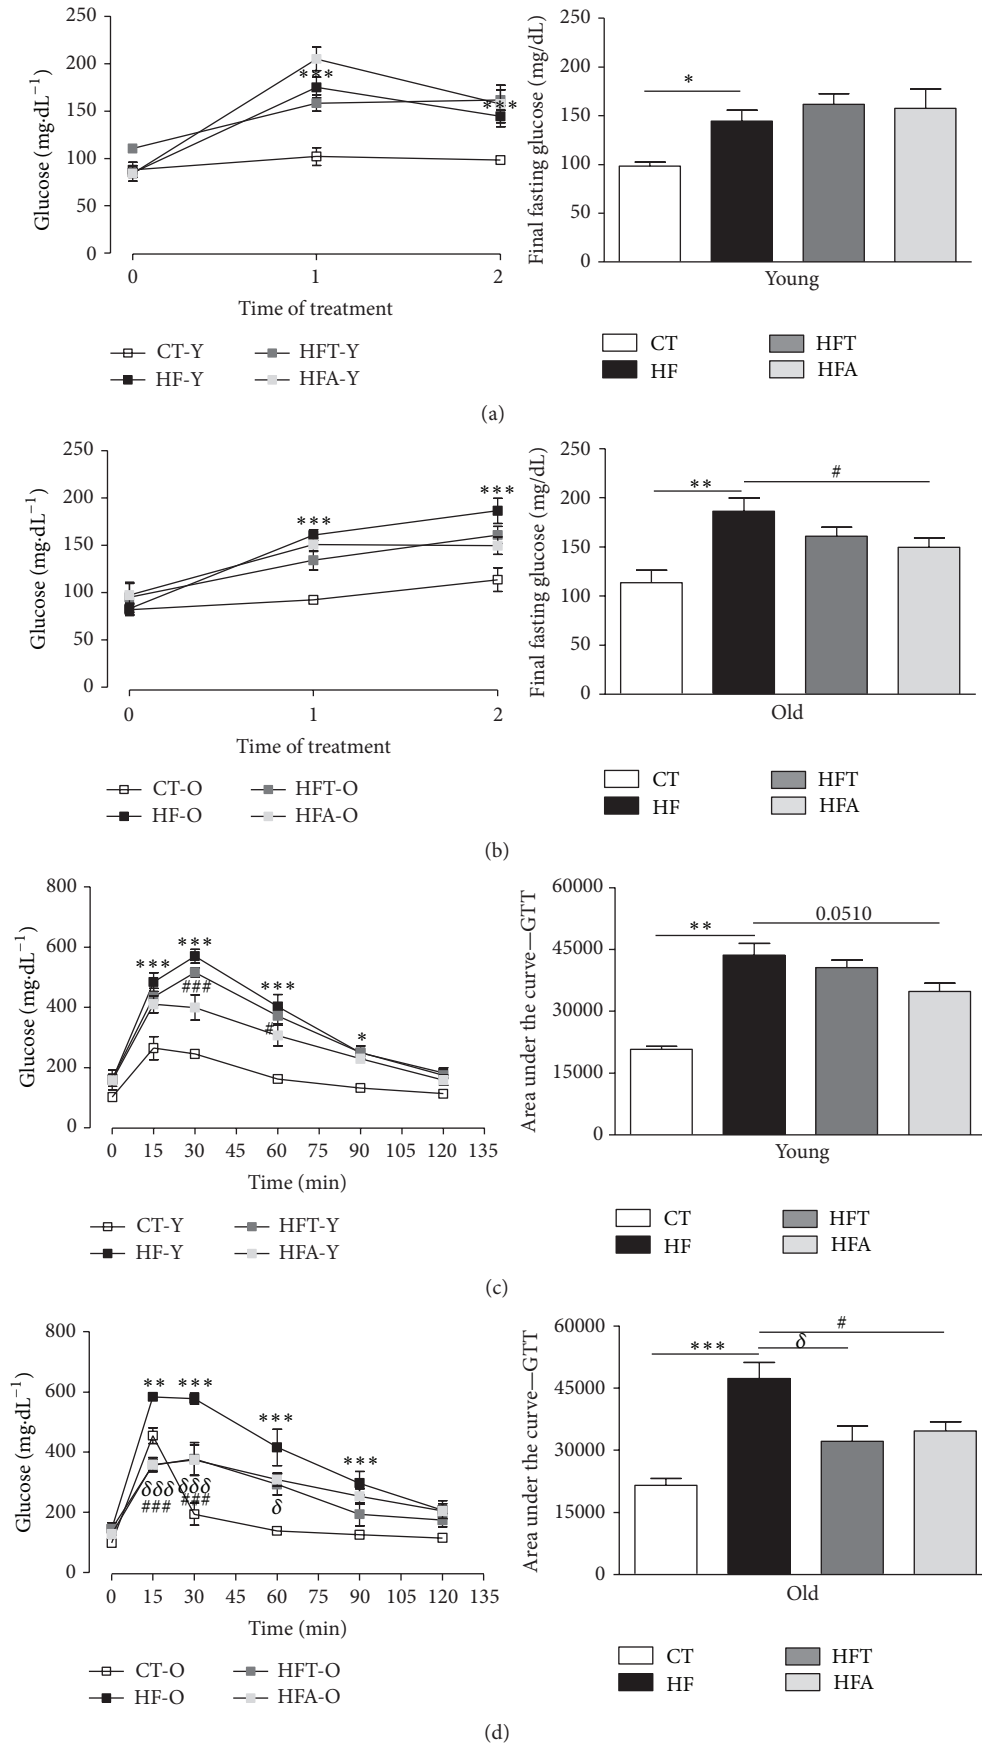 250
200
150
100
50
0
Glucose (mg·dL−1)
***
***
0 1 2
Time of treatment
CT-Y HFT-Y
HF-Y HFA-Y
250
200
150
100
50
0
Final fasting glucose (mg/dL)
*
Young
CT HFT
HF HFA
(a)
250
200
150
100
50
0
Glucose (mg·dL−1)
***
***
0 1 2
Time of treatment
CT-O HFT-O
HF-O HFA-O
250
200
150
100
50
0
Final fasting glucose (mg/dL)
**
#
Old
CT HFT
HF HFA
(b)
800
600
400
200
0
Glucose (mg·dL−1)
***
***
###
***
#
*
0 15 30 45 60 75 90 105 120 135
Time (min)
CT-Y HFT-Y
HF-Y HFA-Y
60000
45000
30000
15000
0
Area under the curve—GTT
**
0.0510
Young
CT HFT
HF HFA
(c)
800
600
400
200
0
Glucose (mg·dL−1)
** ***
***
***
δδδ δδδ
### ###
δ
0 15 30 45 60 75 90 105 120 135
Time (min)
CT-O HFT-O
HF-O HFA-O
60000
45000
30000
15000
0
Area under the curve—GTT
***
δ
#
Old
CT HFT
HF HFA
(d)